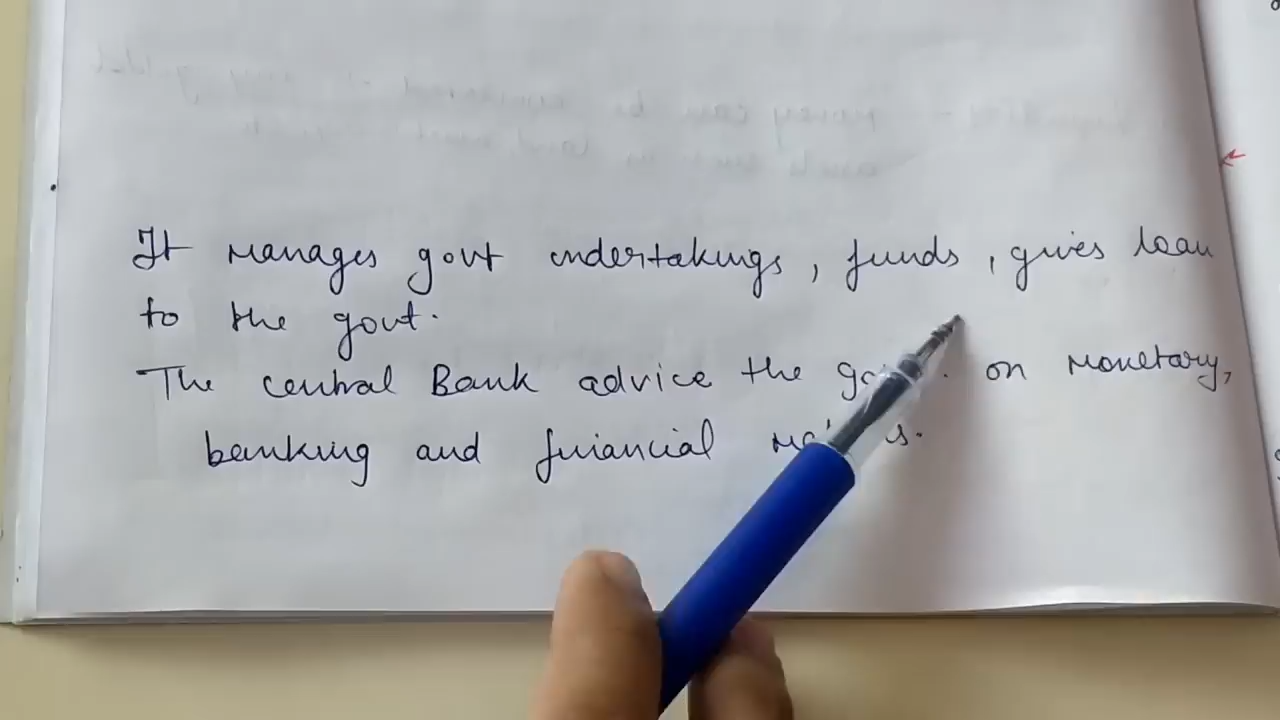 It manages govt undertakings, funds, gives loan
to the govt.
The central Bank advice the on monetary,
banking and financial